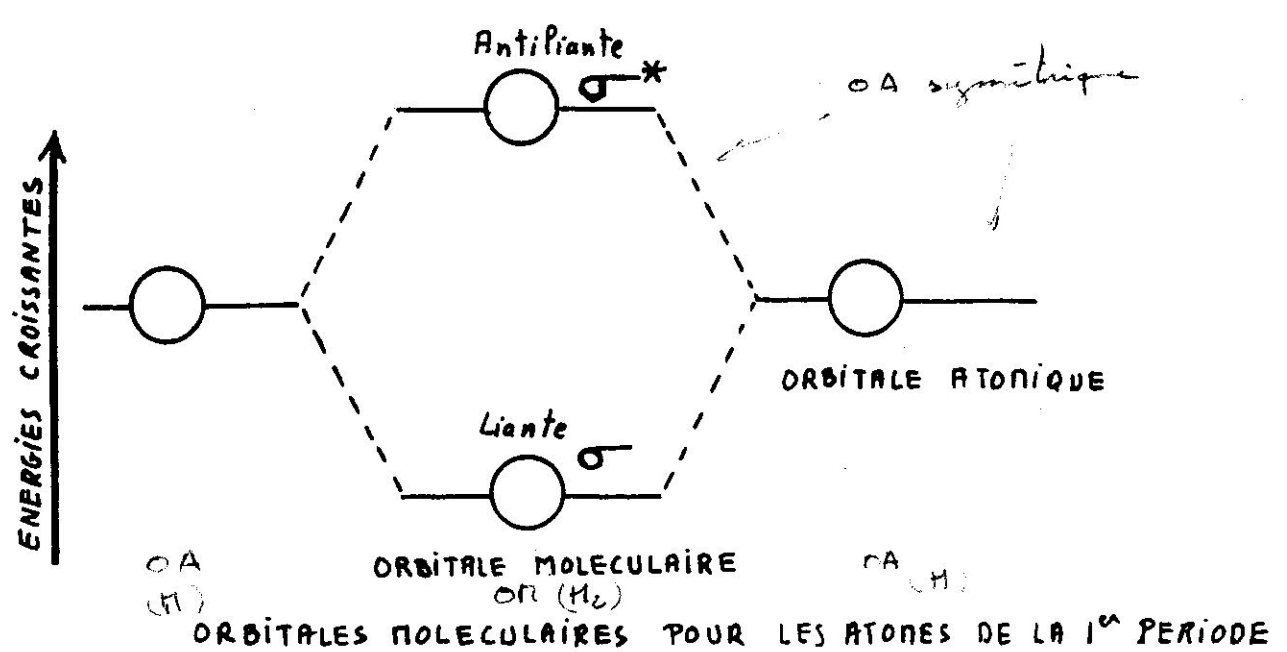 Antiliante
σ*
OA symétrique
ENERGIES CROISSANTES
ORBITALE ATOMIQUE
Liante
σ
OA
ORBITALE MOLECULAIRE
OA (H)
(H)
OM (H₂)
ORBITALES MOLECULAIRES POUR LES ATOMES DE LA 1er PERIODE